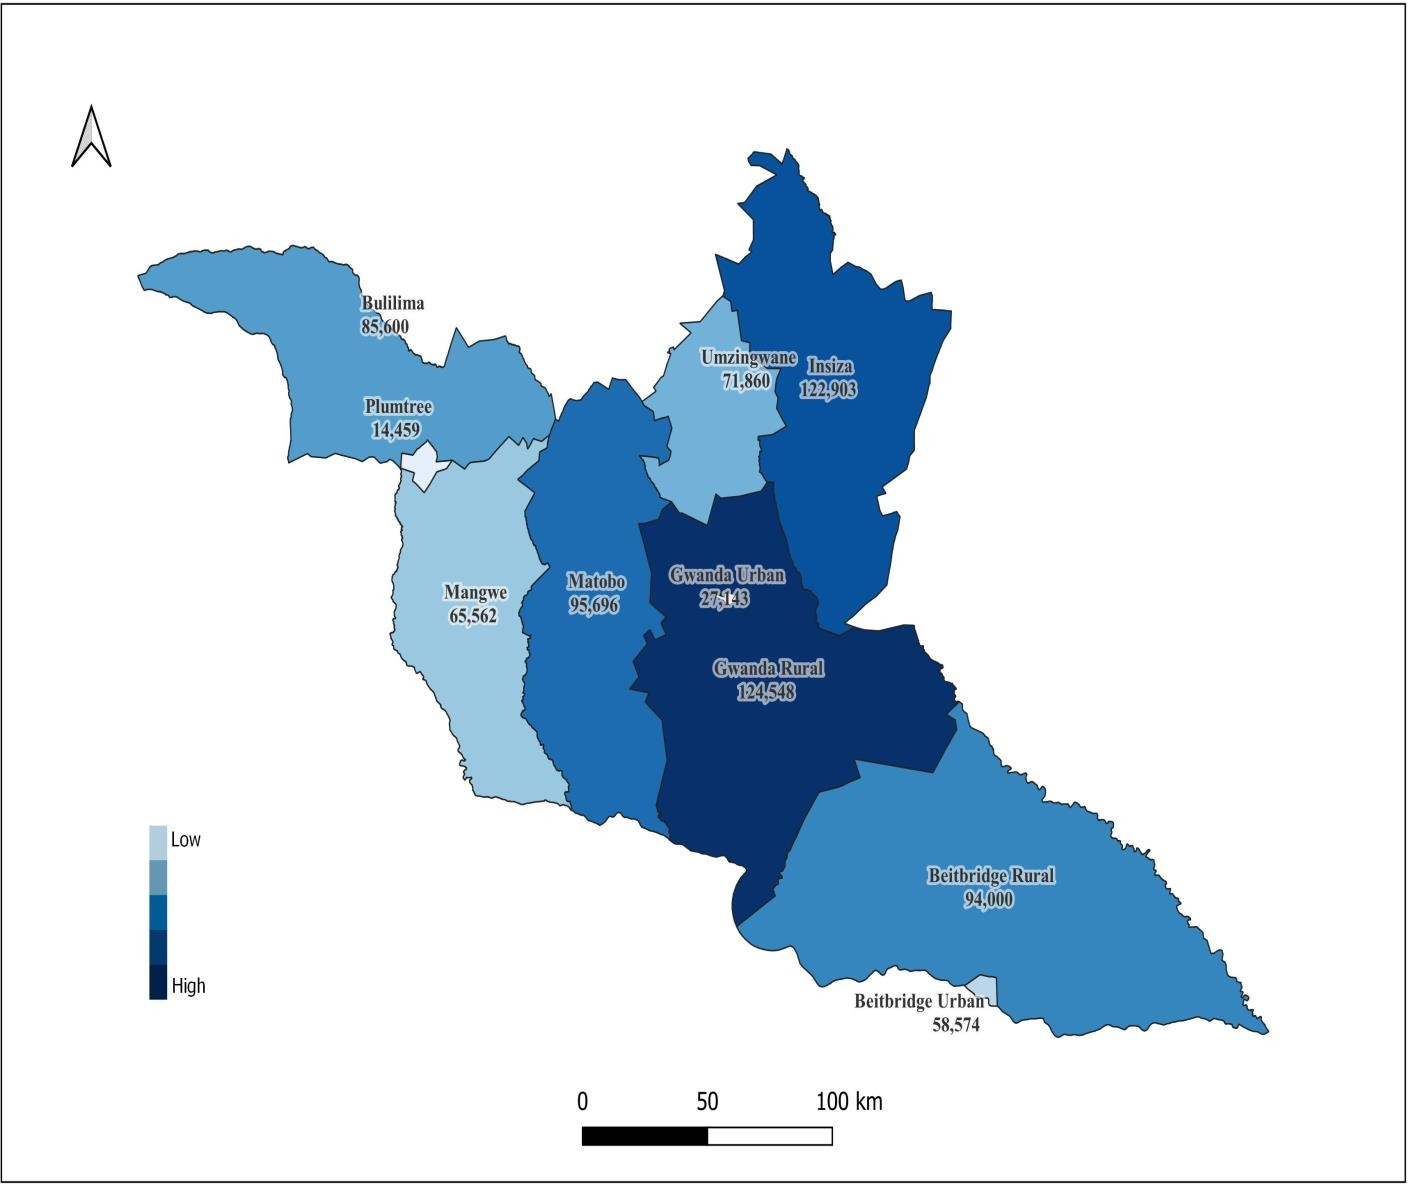 Bulilima
85,600
Umzingwane
71,860
Insiza
122,903
Plumtree
14,459
Gwanda Urban
27,143
Matobo
95,696
Mangwe
65,562
Gwanda Rural
124,548
Low
High
Beitbridge Rural
94,000
Beitbridge Urban
58,574
0 50 100 km